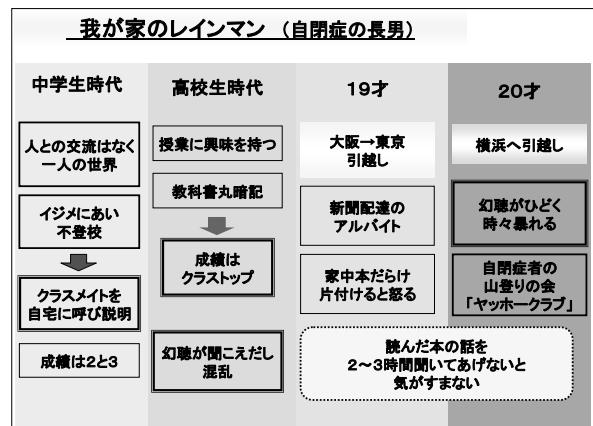 我が家のレインマン （自閉症の長男）
中学生時代
人との交流はなく
一人の世界
イジメにあい
不登校
クラスメイトを
自宅に呼び説明
成績は2と3
高校生時代
授業に興味を持つ
教科書丸暗記
成績は
クラストップ
幻聴が聞こえだし
混乱
19才
大阪→東京
引越し
新聞配達の
アルバイト
家中本だらけ
片付けると怒る
20才
横浜へ引越し
幻聴がひどく
時々暴れる
自閉症者の
山登りの会
「ヤッホークラブ」
読んだ本の話を
2～3時間聞いてあげないと
気がすまない